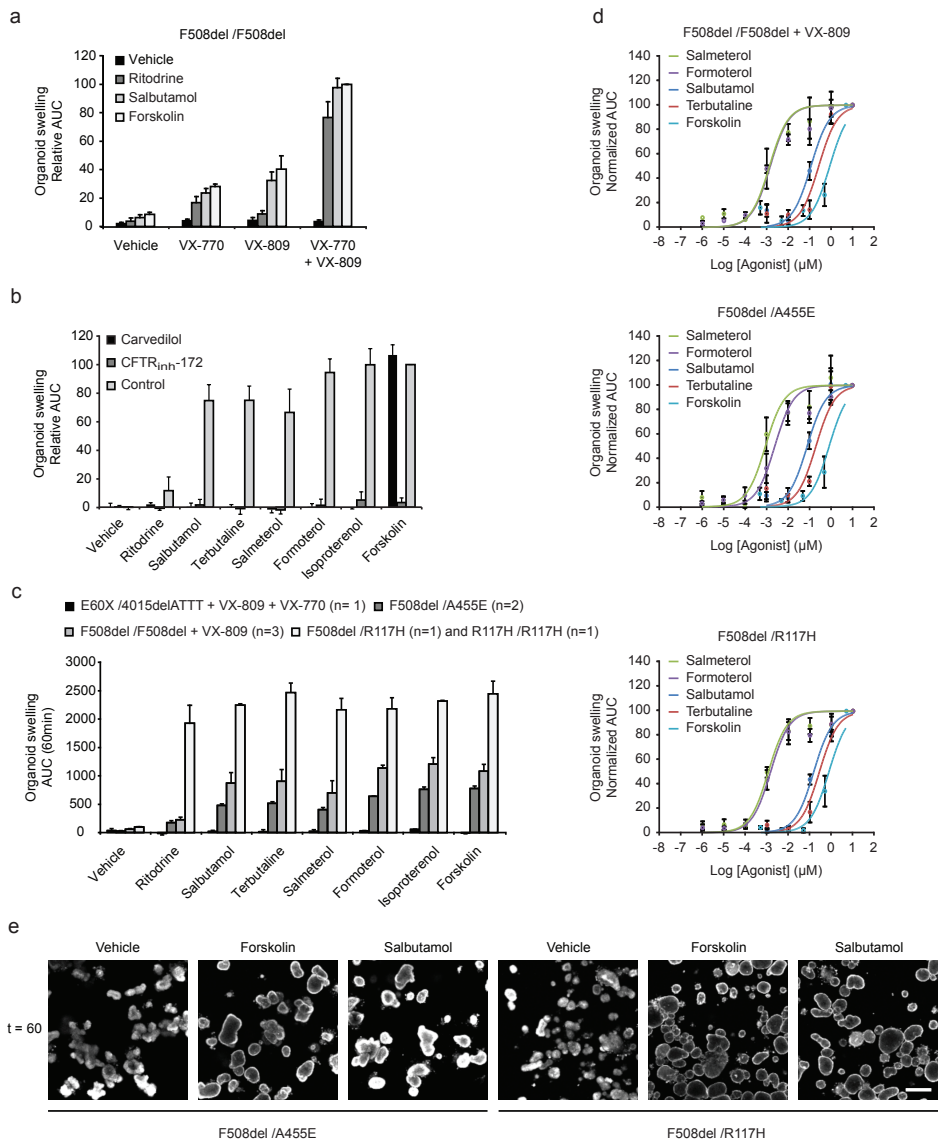 a
F508del /F508del
Vehicle
Ritodrine
Salbutamol
Forskolin
Organoid swelling
Relative AUC
120
100
80
60
40
20
0
Vehicle
VX-770
VX-809
VX-770
+ VX-809
b
Carvedilol
CFTRinh-172
Control
Organoid swelling
Relative AUC
120
100
80
60
40
20
0
Vehicle
Ritodrine
Salbutamol
Terbutaline
Salmeterol
Formoterol
Isoproterenol
Forskolin
c
E60X /4015delATTT + VX-809 + VX-770 (n= 1)
F508del /A455E (n=2)
F508del /F508del + VX-809 (n=3)
F508del /R117H (n=1) and R117H /R117H (n=1)
Organoid swelling
AUC (60min)
3000
2500
2000
1500
1000
500
0
Vehicle
Ritodrine
Salbutamol
Terbutaline
Salmeterol
Formoterol
Isoprotenol
Forskolin
d
F508del /F508del + VX-809
Salmeterol
Formoterol
Salbutamol
Terbutaline
Forskolin
Organoid swelling
Normalized AUC
140
120
100
80
60
40
20
0
-8 -7 -6 -5 -4 -3 -2 -1 0 1 2
Log [Agonist] (µM)
F508del /A455E
Salmeterol
Formoterol
Salbutamol
Terbutaline
Forskolin
Organoid swelling
Normalized AUC
140
120
100
80
60
40
20
0
-8 -7 -6 -5 -4 -3 -2 -1 0 1 2
Log [Agonist] (µM)
F508del /R117H
Salmeterol
Formoterol
Salbutamol
Terbutaline
Forskolin
Organoid swelling
Normalized AUC
140
120
100
80
60
40
20
0
-8 -7 -6 -5 -4 -3 -2 -1 0 1 2
Log [Agonist] (µM)
e
Vehicle
Forskolin
Salbutamol
Vehicle
Forskolin
Salbutamol
t = 60
F508del /A455E
F508del /R117H